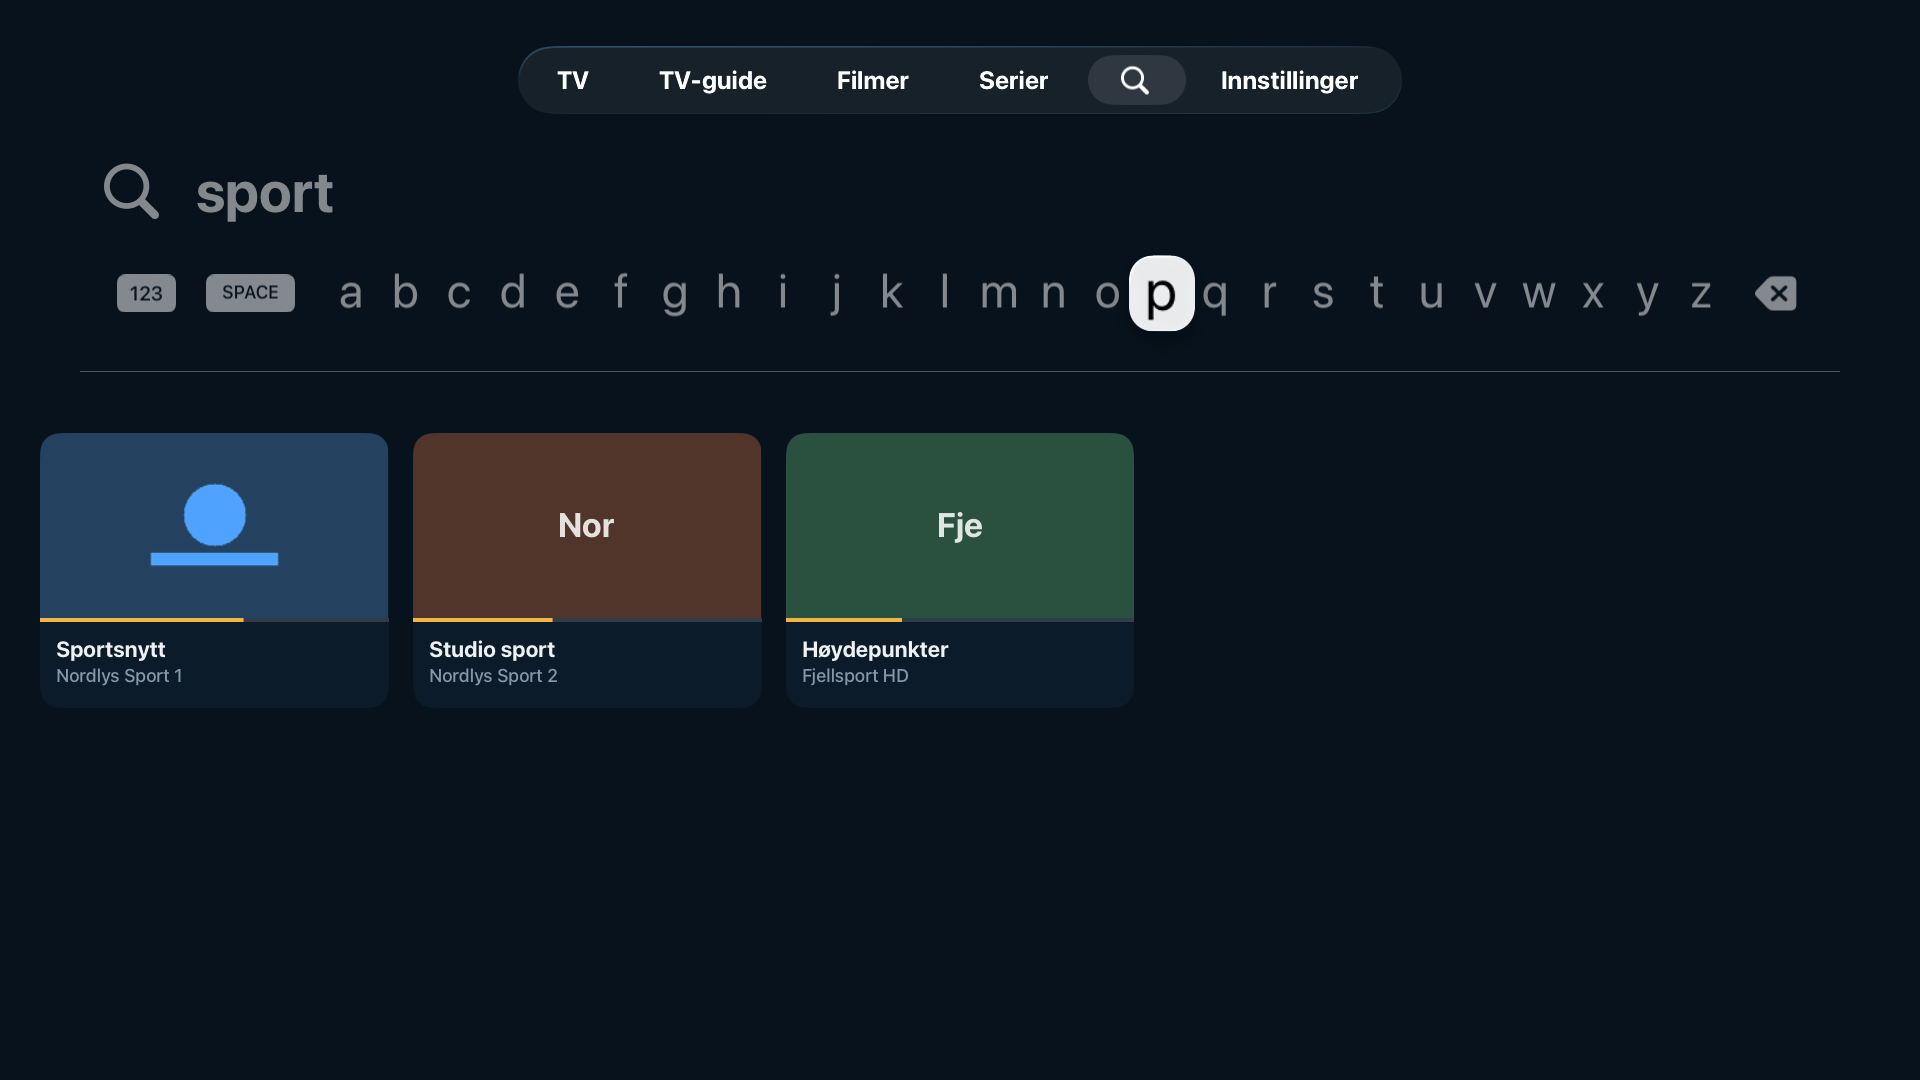 TV TV-guide Filmer Serier Innstillinger
sport
123 SPACE a b c d e f g h i j k l m n o p q r s t u v w x y z
Nor
Fje
Sportsnytt
Nordlys Sport 1
Studio sport
Nordlys Sport 2
Høydepunkter
Fjellsport HD